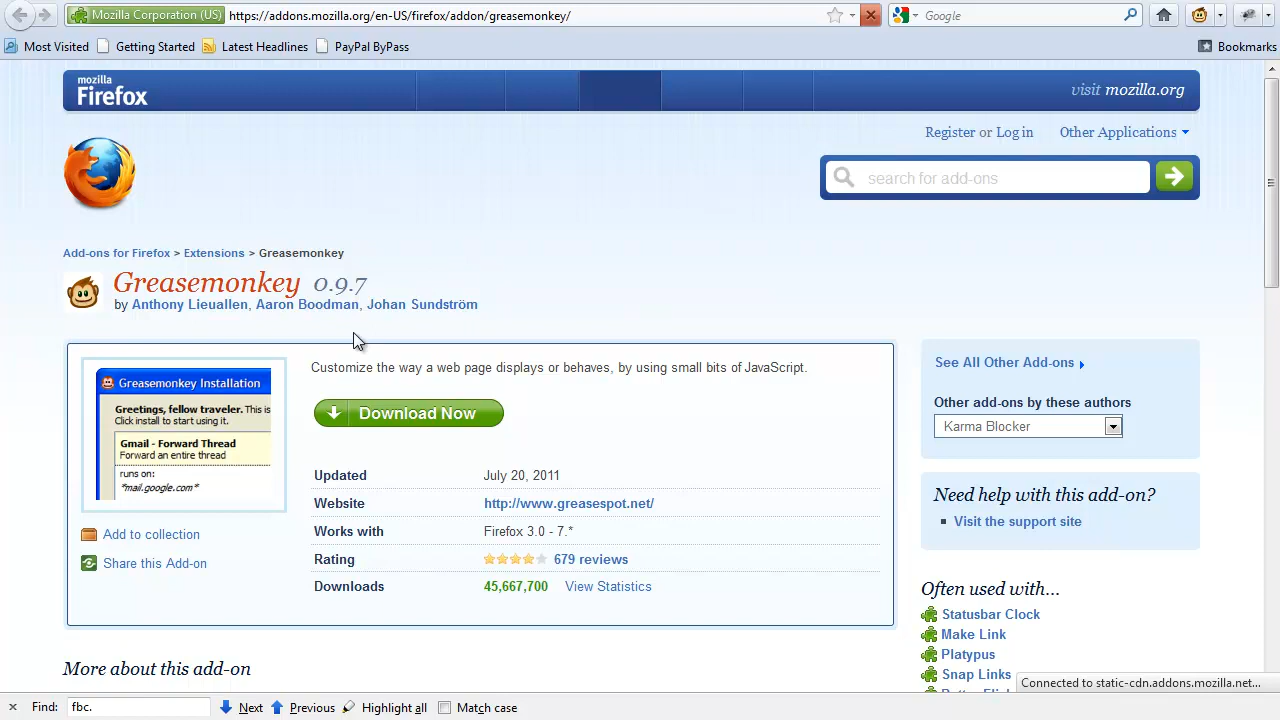 Mozilla Corporation (US) https://addons.mozilla.org/en-US/firefox/addon/greasemonkey/ Google
Most Visited Getting Started Latest Headlines PayPal ByPass Bookmarks
mozilla
Firefox
visit mozilla.org
Register or Log in Other Applications
search for add-ons
Add-ons for Firefox > Extensions > Greasemonkey
Greasemonkey 0.9.7
by Anthony Lieuallen, Aaron Boodman, Johan Sundström
Greasemonkey Installation
Greetings, fellow traveler. This is
Click install to start using it.
Gmail - Forward Thread
Forward an entire thread
runs on:
*mail.google.com*
Add to collection
Share this Add-on
Customize the way a web page displays or behaves, by using small bits of JavaScript.
Download Now
Updated July 20, 2011
Website http://www.greasespot.net/
Works with Firefox 3.0 - 7.*
Rating 679 reviews
Downloads 45,667,700 View Statistics
See All Other Add-ons
Other add-ons by these authors
Karma Blocker
Need help with this add-on?
Visit the support site
Often used with...
Statusbar Clock
Make Link
Platypus
Snap Links
More about this add-on
Connected to static-cdn.addons.mozilla.net...
Find: fbc. Next Previous Highlight all Match case